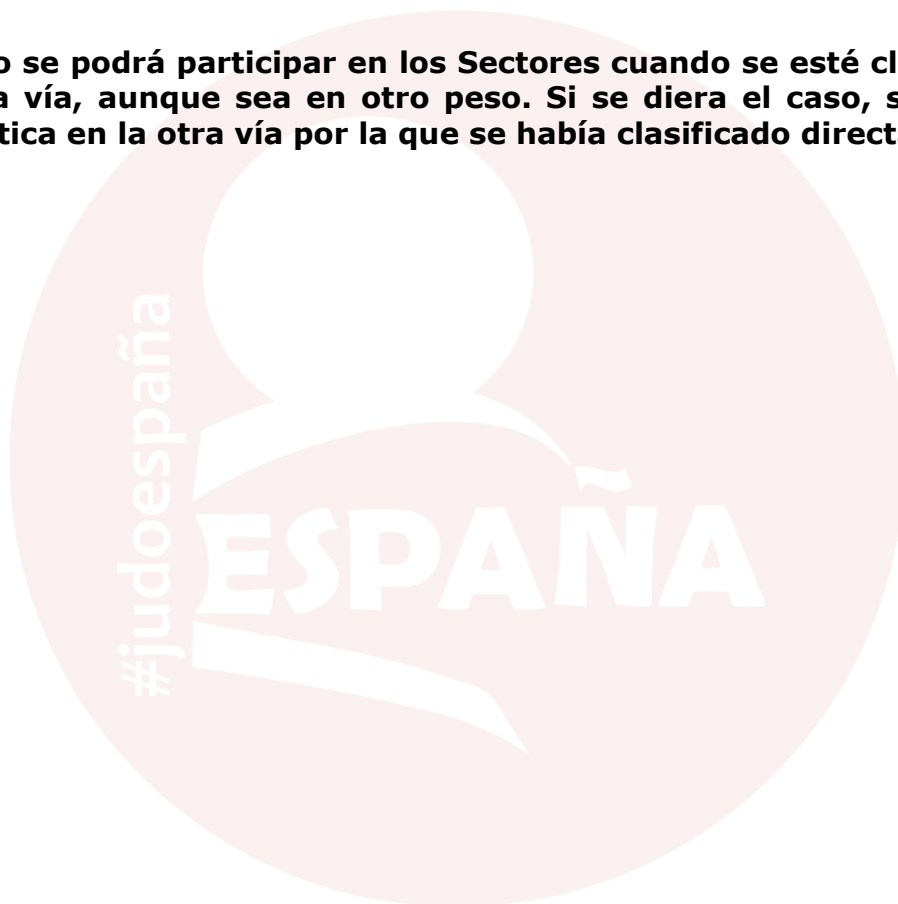 o se podrá participar en los Sectores cuando se esté cl
a vía, aunque sea en otro peso. Si se diera el caso, s
tica en la otra vía por la que se había clasificado direct
#judoespaña
ESPAÑA